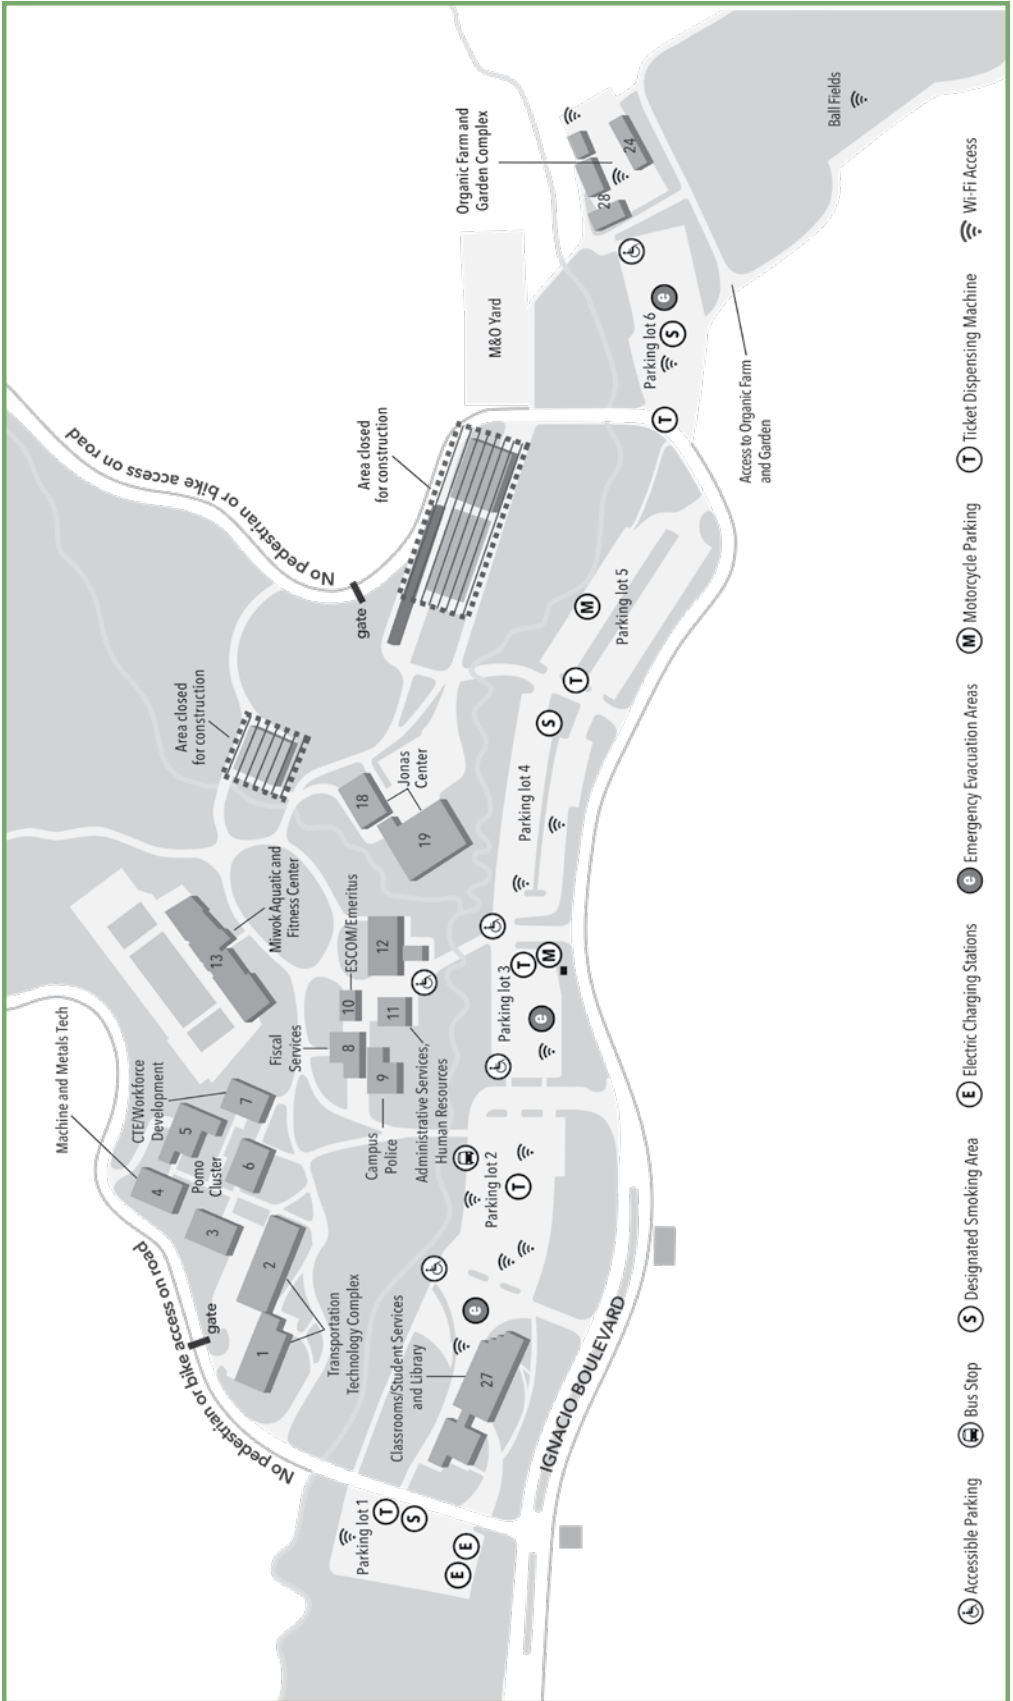 Parking lot 1
T
S
E
E
No pedestrian or bike access on road
gate
1
2
Transportation
Technology Complex
Classrooms/Student Services
and Library
27
IGNACIO BOULEVARD
3
4
Machine and Metals Tech
CTE/Workforce
Development
5
Pomo
Cluster
6
7
e
Parking lot 2
T
Campus
Police
9
8
Fiscal
Services
Administrative Services,
Human Resources
11
10
ESCOM/Emeritus
12
13
Miwok Aquatic and
Fitness Center
Parking lot 3
e
T
M
18
19
Jonas
Center
Parking lot 4
S
T
Area closed
for construction
gate
No pedestrian or bike access on road
M
Parking lot 5
Area closed
for construction
M&O Yard
T
Parking lot 6
S
e
Access to Organic Farm
and Garden
Organic Farm and
Garden Complex
28
24
Ball Fields
Accessible Parking
Bus Stop
S Designated Smoking Area
E Electric Charging Stations
e Emergency Evacuation Areas
M Motorcycle Parking
T Ticket Dispensing Machine
Wi-Fi Access